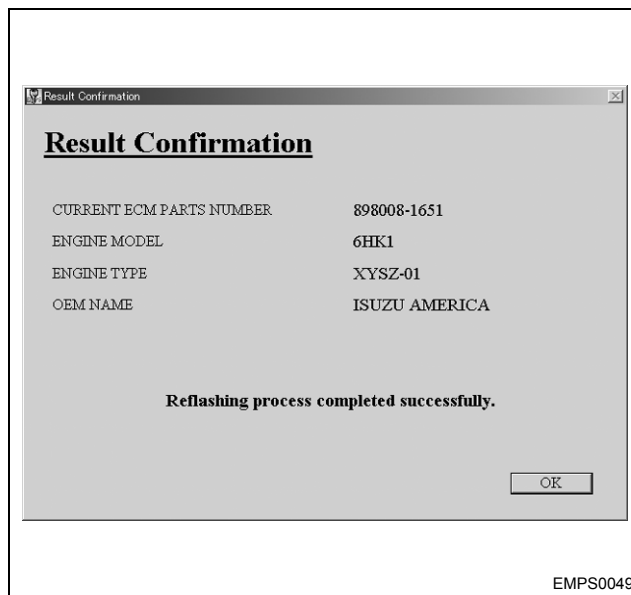 Result Confirmation
Result Confirmation
CURRENT ECM PARTS NUMBER 898008-1651
ENGINE MODEL 6HK1
ENGINE TYPE XYSZ-01
OEM NAME ISUZU AMERICA
Reflashing process completed successfully.
OK
EMPS0049